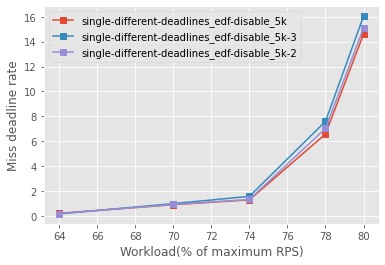 single-different-deadlines_edf-disable_5k
single-different-deadlines_edf-disable_5k-3
single-different-deadlines_edf-disable_5k-2
Miss deadline rate
16
14
12
10
8
6
4
2
0
64 66 68 70 72 74 76 78 80
Workload(% of maximum RPS)